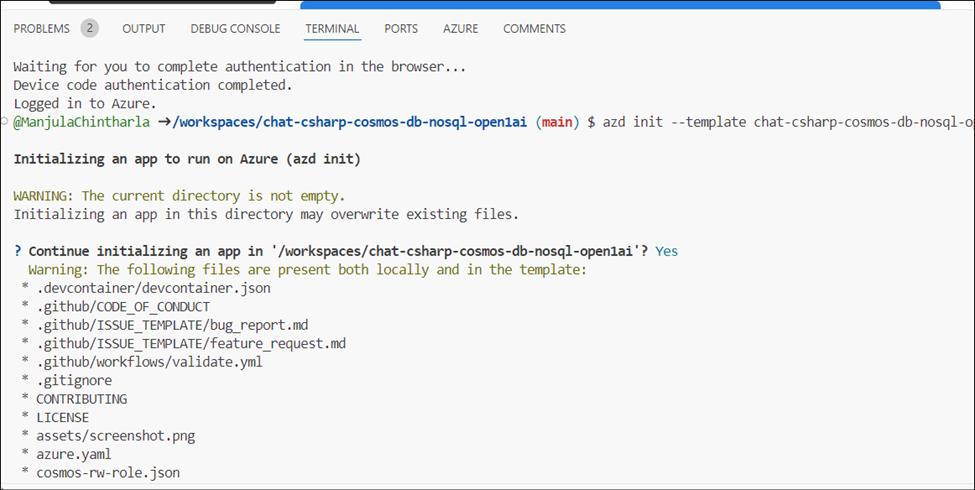 PROBLEMS 2 OUTPUT DEBUG CONSOLE TERMINAL PORTS AZURE COMMENTS
Waiting for you to complete authentication in the browser...
Device code authentication completed.
Logged in to Azure.
@ManjulaChintharla ➜/workspaces/chat-csharp-cosmos-db-nosql-open1ai (main) $ azd init --template chat-csharp-cosmos-db-nosql-o
Initializing an app to run on Azure (azd init)
WARNING: The current directory is not empty.
Initializing an app in this directory may overwrite existing files.
? Continue initializing an app in '/workspaces/chat-csharp-cosmos-db-nosql-open1ai'? Yes
Warning: The following files are present both locally and in the template:
* .devcontainer/devcontainer.json
* .github/CODE_OF_CONDUCT
* .github/ISSUE_TEMPLATE/bug_report.md
* .github/ISSUE_TEMPLATE/feature_request.md
* .github/workflows/validate.yml
* .gitignore
* CONTRIBUTING
* LICENSE
* assets/screenshot.png
* azure.yaml
* cosmos-rw-role.json